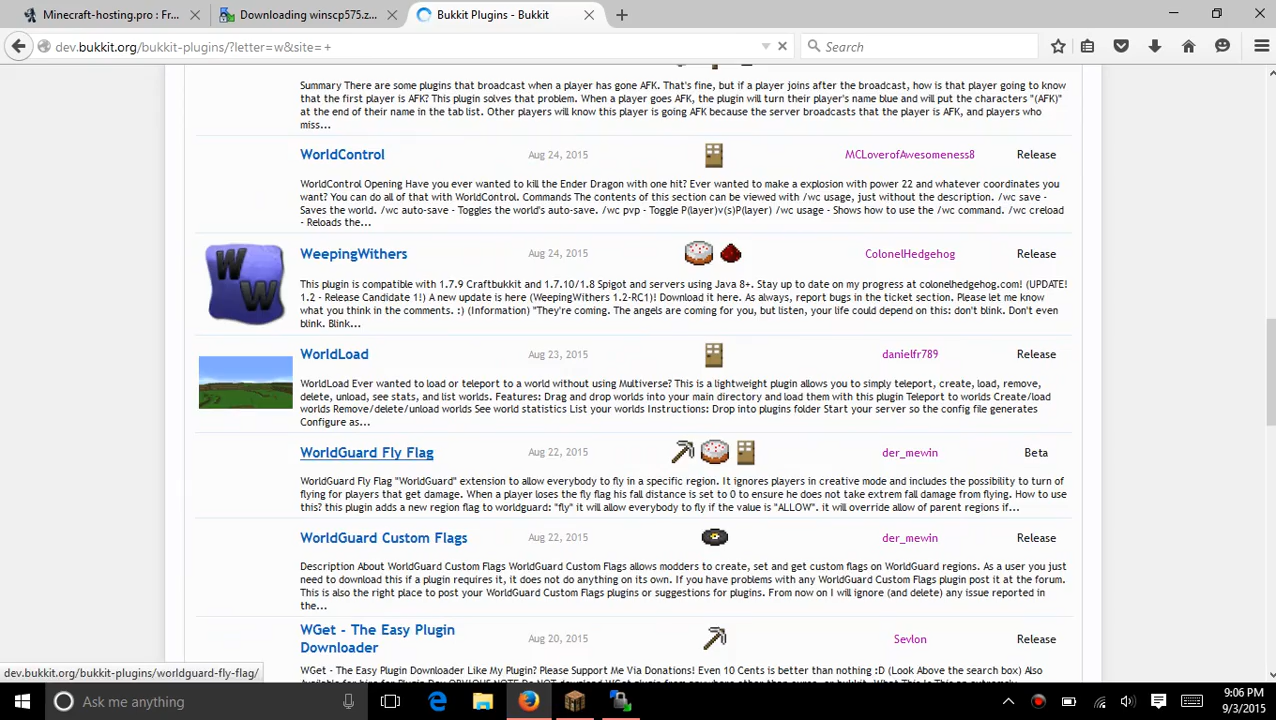 Minecraft-hosting.pro : Fr...
Downloading winscp575.z...
Bukkit Plugins - Bukkit
dev.bukkit.org/bukkit-plugins/?letter=w&site=+
Search
Summary There are some plugins that broadcast when a player has gone AFK. That's fine, but if a player joins after the broadcast, how is that player going to know
that the first player is AFK? This plugin solves that problem. When a player goes AFK, the plugin will turn their player's name blue and will put the characters "(AFK)"
at the end of their name in the tab list. Other players will know this player is going AFK because the server broadcasts that the player is AFK, and players who
miss...
WorldControl Aug 24, 2015 MCLoverofAwesomeness8 Release
WorldControl Opening Have you ever wanted to kill the Ender Dragon with one hit? Ever wanted to make a explosion with power 22 and whatever coordinates you
want? You can do all of that with WorldControl. Commands The contents of this section can be viewed with /wc usage, just without the description. /wc save -
Saves the world. /wc auto-save - Toggles the world's auto-save. /wc pvp - Toggle P(layer)v(s)P(layer) /wc usage - Shows how to use the /wc command. /wc creload
- Reloads the...
W W
WeepingWithers Aug 24, 2015 ColonelHedgehog Release
This plugin is compatible with 1.7.9 Craftbukkit and 1.7.10/1.8 Spigot and servers using Java 8+. Stay up to date on my progress at colonelhedgehog.com! (UPDATE!
1.2 - Release Candidate 1!) A new update is here (WeepingWithers 1.2-RC1)! Download it here. As always, report bugs in the ticket section. Please let me know
what you think in the comments. :) (Information) "They're coming. The angels are coming for you, but listen, your life could depend on this: don't blink. Don't even
blink. Blink...
WorldLoad Aug 23, 2015 danielfr789 Release
WorldLoad Ever wanted to load or teleport to a world without using Multiverse? This is a lightweight plugin allows you to simply teleport, create, load, remove,
delete, unload, see stats, and list worlds. Features: Drag and drop worlds into your main directory and load them with this plugin Teleport to worlds Create/load
worlds Remove/delete/unload worlds See world statistics List your worlds Instructions: Drop into plugins folder Start your server so the config file generates
Configure as...
WorldGuard Fly Flag Aug 22, 2015 der_mewin Beta
WorldGuard Fly Flag "WorldGuard" extension to allow everybody to fly in a specific region. It ignores players in creative mode and includes the possibility to turn of
flying for players that get damage. When a player loses the fly flag his fall distance is set to 0 to ensure he does not take extrem fall damage from flying. How to use
this? this plugin adds a new region flag to worldguard: "fly" it will allow everybody to fly if the value is "ALLOW". it will override allow of parent regions if...
WorldGuard Custom Flags Aug 22, 2015 der_mewin Release
Description About WorldGuard Custom Flags WorldGuard Custom Flags allows modders to create, set and get custom flags on WorldGuard regions. As a user you just
need to download this if a plugin requires it, it does not do anything on its own. If you have problems with any WorldGuard Custom Flags plugin post it at the forum.
This is also the right place to post your WorldGuard Custom Flags plugins or suggestions for plugins. From now on I will ignore (and delete) any issue reported in
the...
WGet - The Easy Plugin
Downloader Aug 20, 2015 Sevlon Release
WGet - The Easy Plugin Downloader Like My Plugin? Please Support Me Via Donations! Even 10 Cents is better than nothing :D (Look Above the search box) Also
dev.bukkit.org/bukkit-plugins/worldguard-fly-flag/
Ask me anything
9:06 PM
9/3/2015